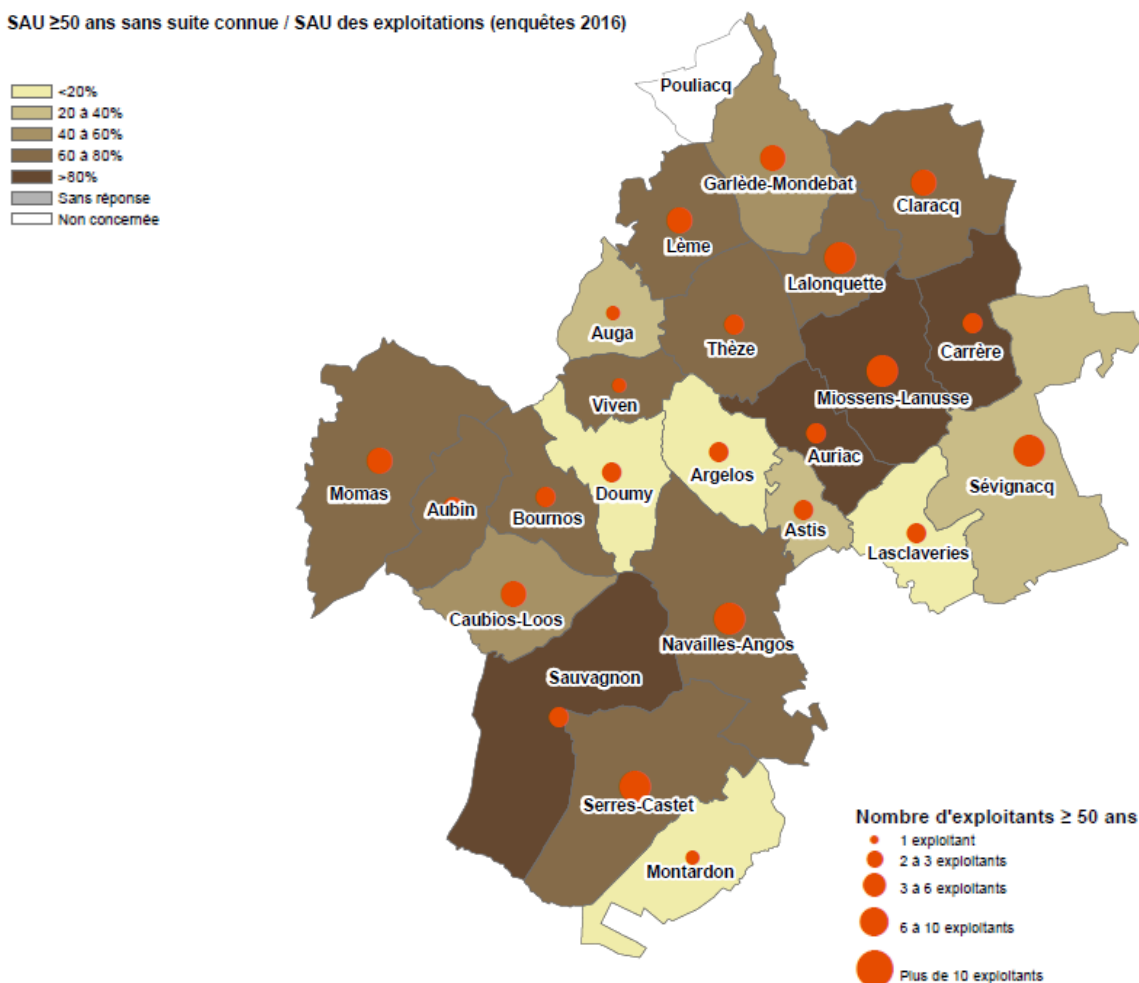 SAU ≥50 ans sans suite connue / SAU des exploitations (enquêtes 2016)
<20%
20 à 40%
40 à 60%
60 à 80%
>80%
Sans réponse
Non concernée
Pouliacq
Garlède-Mondebat
Claracq
Lème
Lalonquette
Auga
Thèze
Carrère
Viven
Miossens-Lanusse
Auriac
Argelos
Momas
Aubin
Bournos
Doumy
Astis
Sévignacq
Lasclaveries
Caubios-Loos
Navailles-Angos
Sauvagnon
Serres-Castet
Montardon
Nombre d'exploitants ≥ 50 ans
1 exploitant
2 à 3 exploitants
3 à 6 exploitants
6 à 10 exploitants
Plus de 10 exploitants